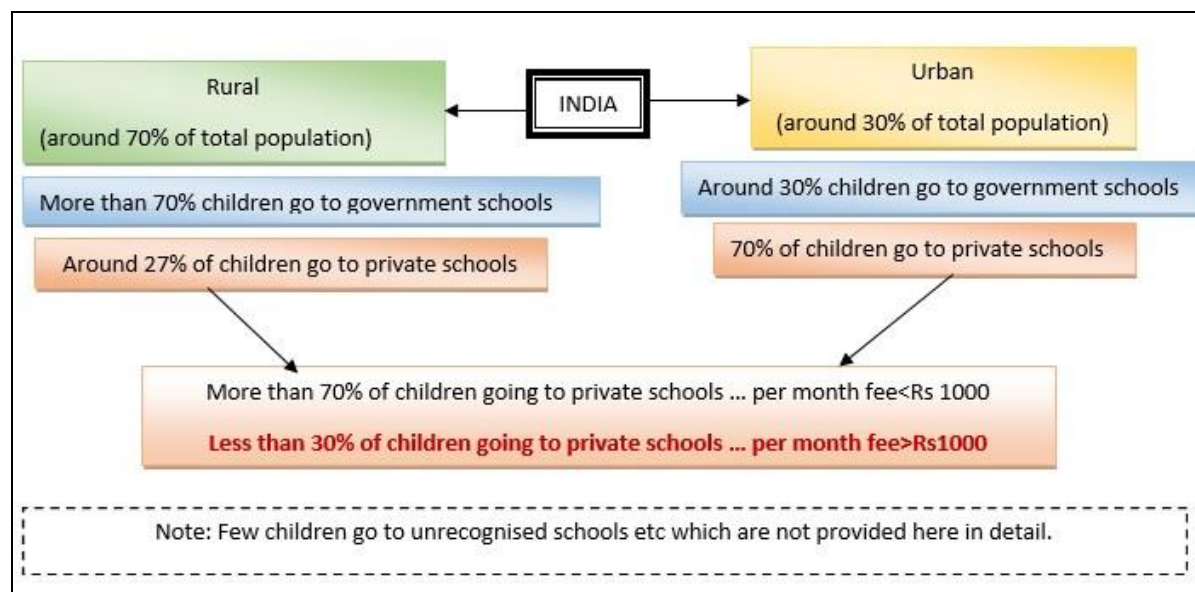 INDIA
Rural
(around 70% of total population)
More than 70% children go to government schools
Around 27% of children go to private schools
Urban
(around 30% of total population)
Around 30% children go to government schools
70% of children go to private schools
More than 70% of children going to private schools ... per month fee<Rs 1000
Less than 30% of children going to private schools ... per month fee>Rs1000
Note: Few children go to unrecognised schools etc which are not provided here in detail.